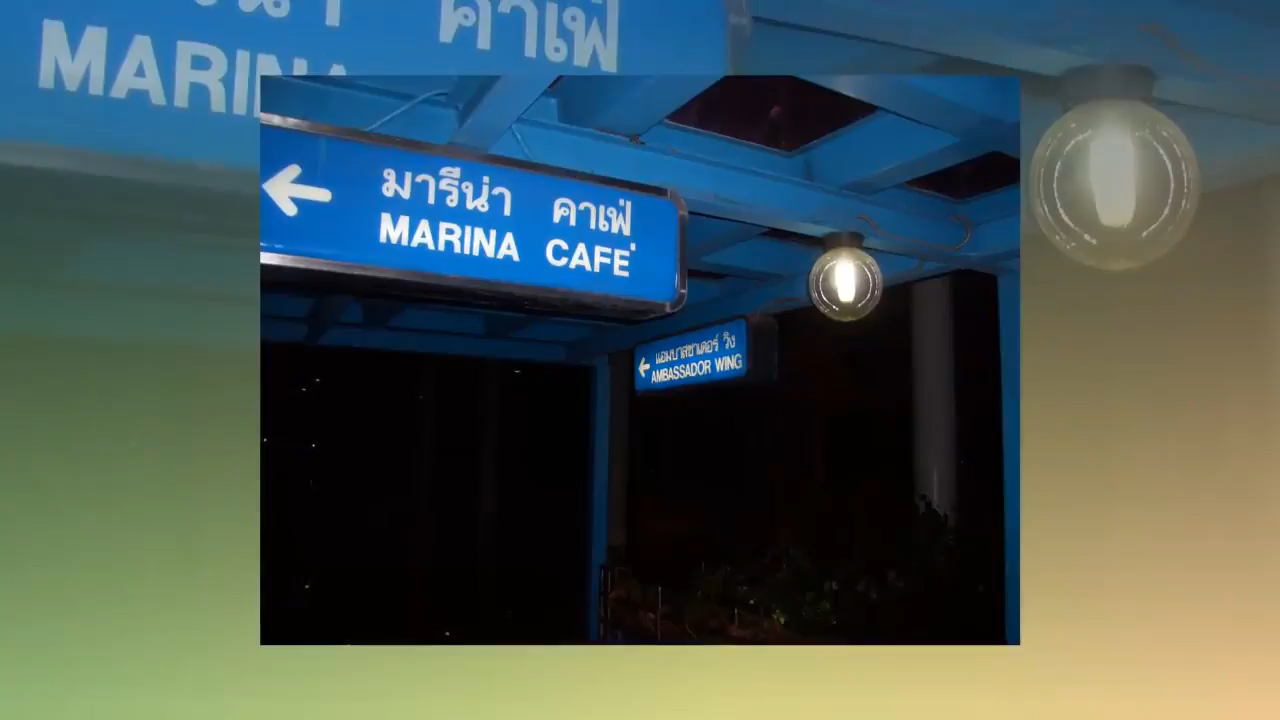 มารีน่า คาเฟ่
MARINA CAFE'
แอมบาสซาเดอร์ วิง
AMBASSADOR WING